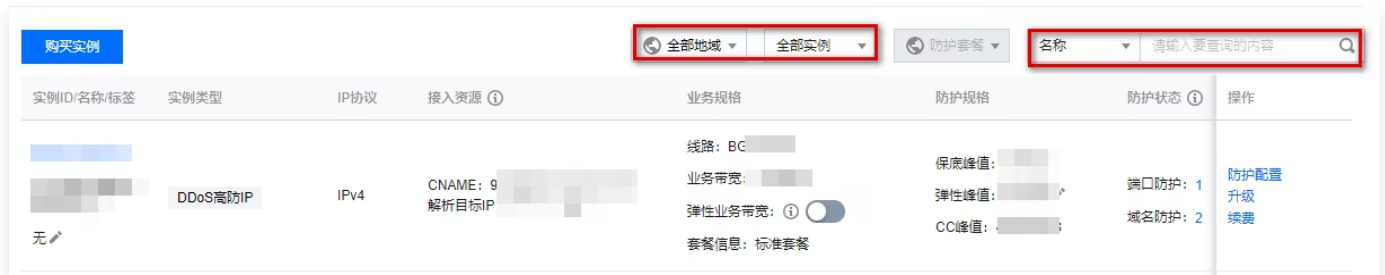 购买实例
全部地域 全部实例 防护套餐 名称 请输入要查询的内容
实例ID/名称/标签 实例类型 IP协议 接入资源 业务规格 防护规格 防护状态 操作
无
DDoS高防IP
IPv4
CNAME：9
解析目标IP
线路：BG
业务带宽：
弹性业务带宽：
套餐信息：标准套餐
保底峰值：
弹性峰值：
CC峰值：
端口防护：1
域名防护：2
防护配置
升级
续费